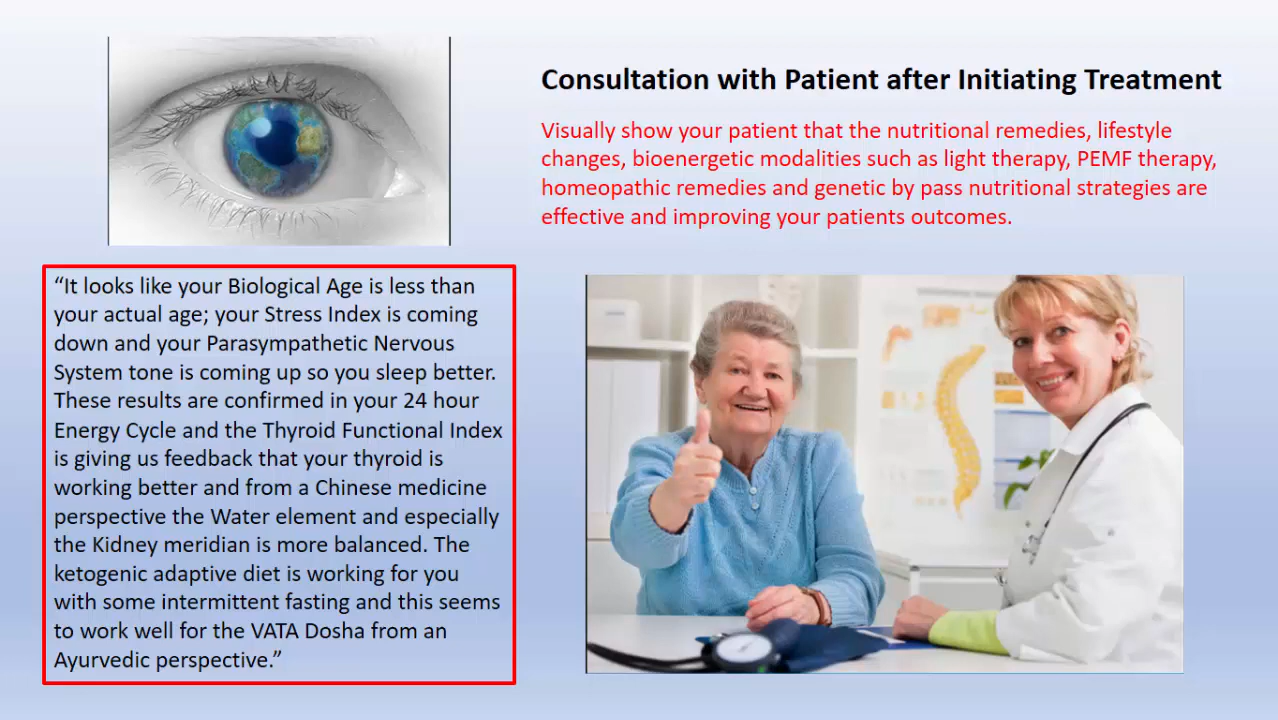 Consultation with Patient after Initiating Treatment
Visually show your patient that the nutritional remedies, lifestyle
changes, bioenergetic modalities such as light therapy, PEMF therapy,
homeopathic remedies and genetic by pass nutritional strategies are
effective and improving your patients outcomes.
“It looks like your Biological Age is less than
your actual age; your Stress Index is coming
down and your Parasympathetic Nervous
System tone is coming up so you sleep better.
These results are confirmed in your 24 hour
Energy Cycle and the Thyroid Functional Index
is giving us feedback that your thyroid is
working better and from a Chinese medicine
perspective the Water element and especially
the Kidney meridian is more balanced. The
ketogenic adaptive diet is working for you
with some intermittent fasting and this seems
to work well for the VATA Dosha from an
Ayurvedic perspective.”